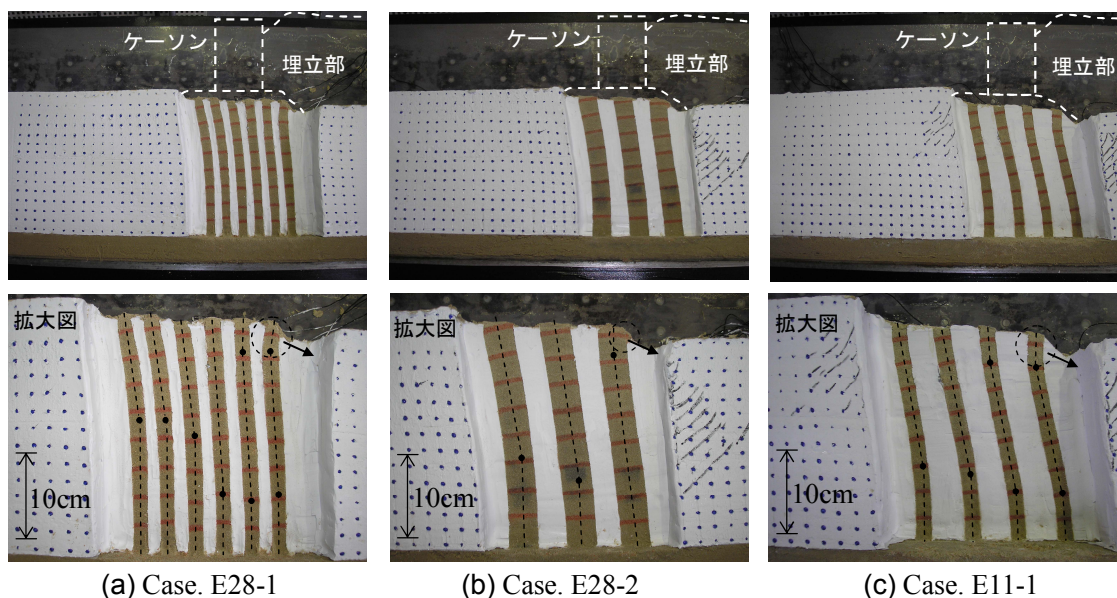 ケーソン
埋立部
ケーソン
埋立部
ケーソン
埋立部
拡大図
10cm
拡大図
10cm
拡大図
10cm
(a) Case. E28-1
(b) Case. E28-2
(c) Case. E11-1